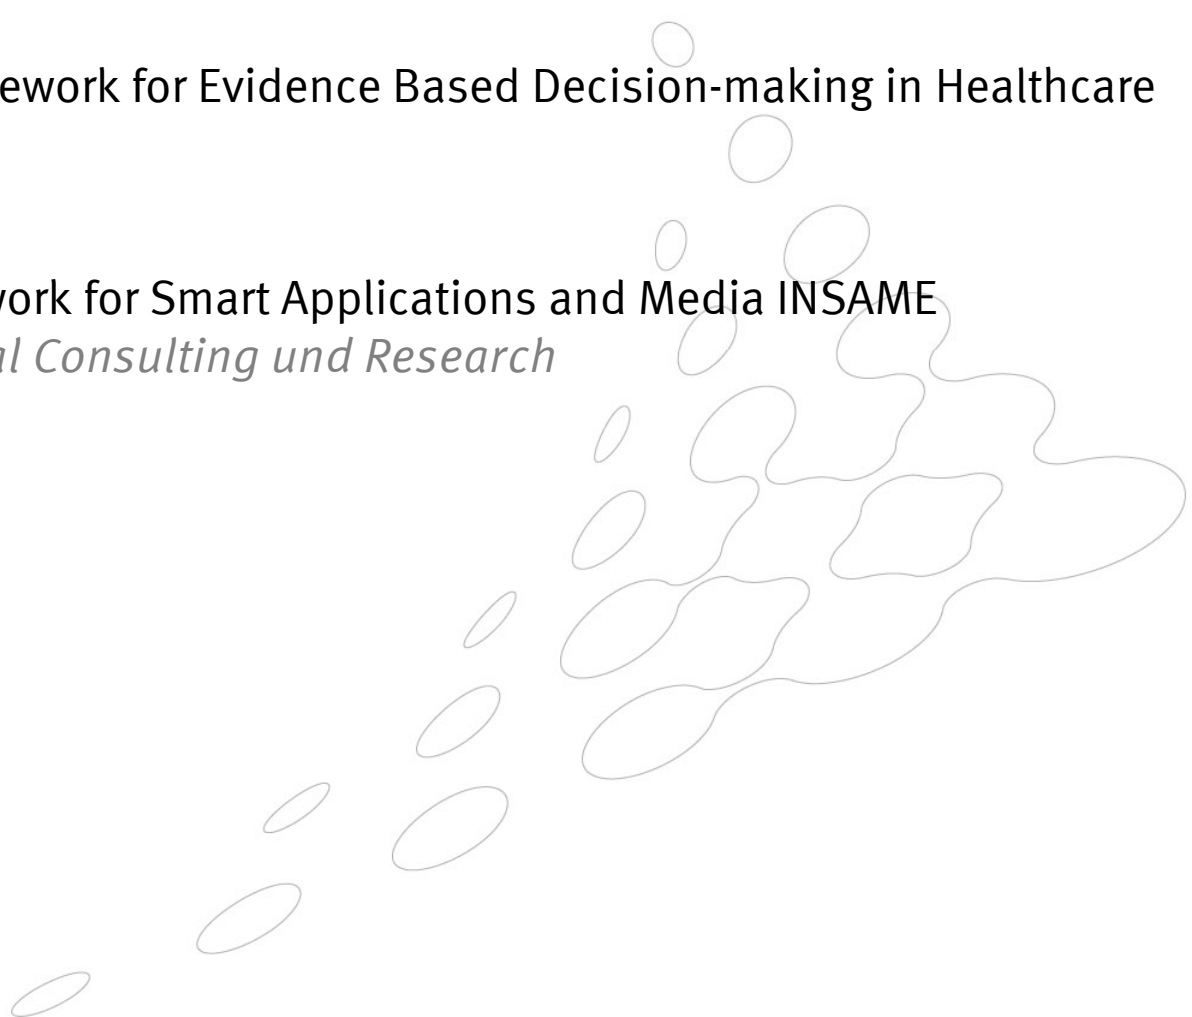 ework for Evidence Based Decision-making in Healthcare
work for Smart Applications and Media INSAME
al Consulting und Research